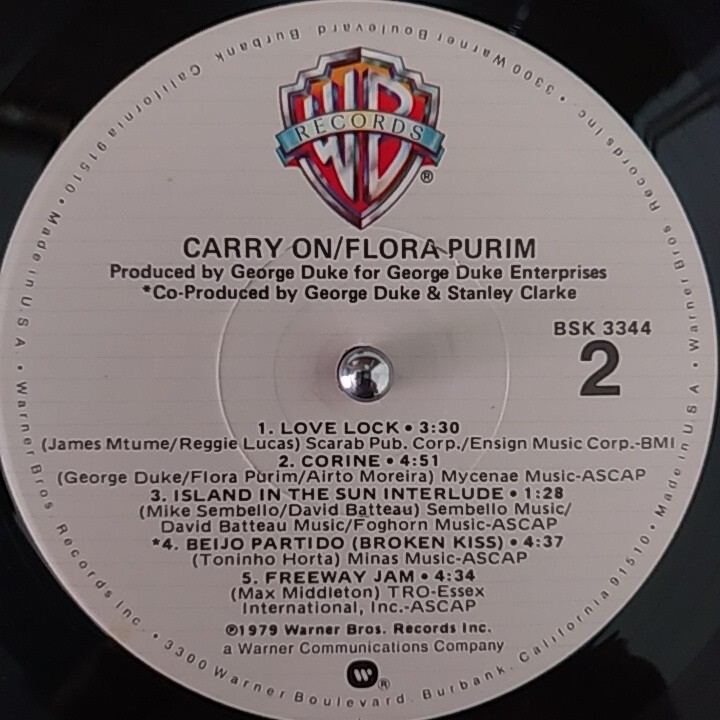 WB
RECORDS
®
CARRY ON/FLORA PURIM
Produced by George Duke for George Duke Enterprises
*Co-Produced by George Duke & Stanley Clarke
BSK 3344
2
1. LOVE LOCK • 3:30
(James Mtume/Reggie Lucas) Scarab Pub. Corp./Ensign Music Corp.-BMI
2. CORINE • 4:51
(George Duke/Flora Purim/Airto Moreira) Mycenae Music-ASCAP
3. ISLAND IN THE SUN INTERLUDE • 1:28
(Mike Sembello/David Batteau) Sembello Music/
David Batteau Music/Foghorn Music-ASCAP
*4. BEIJO PARTIDO (BROKEN KISS) • 4:37
(Toninho Horta) Minas Music-ASCAP
5. FREEWAY JAM • 4:34
(Max Middleton) TRO-Essex
International, Inc.-ASCAP
℗1979 Warner Bros. Records Inc.
a Warner Communications Company
W ®
Warner Bros. Records Inc. • 3300 Warner Boulevard, Burbank, California 91510 • Made in U.S.A. • Warner Bros. Records Inc. • 3300 Warner Boulevard, Burbank, California 91510 • Made in U.S.A. •